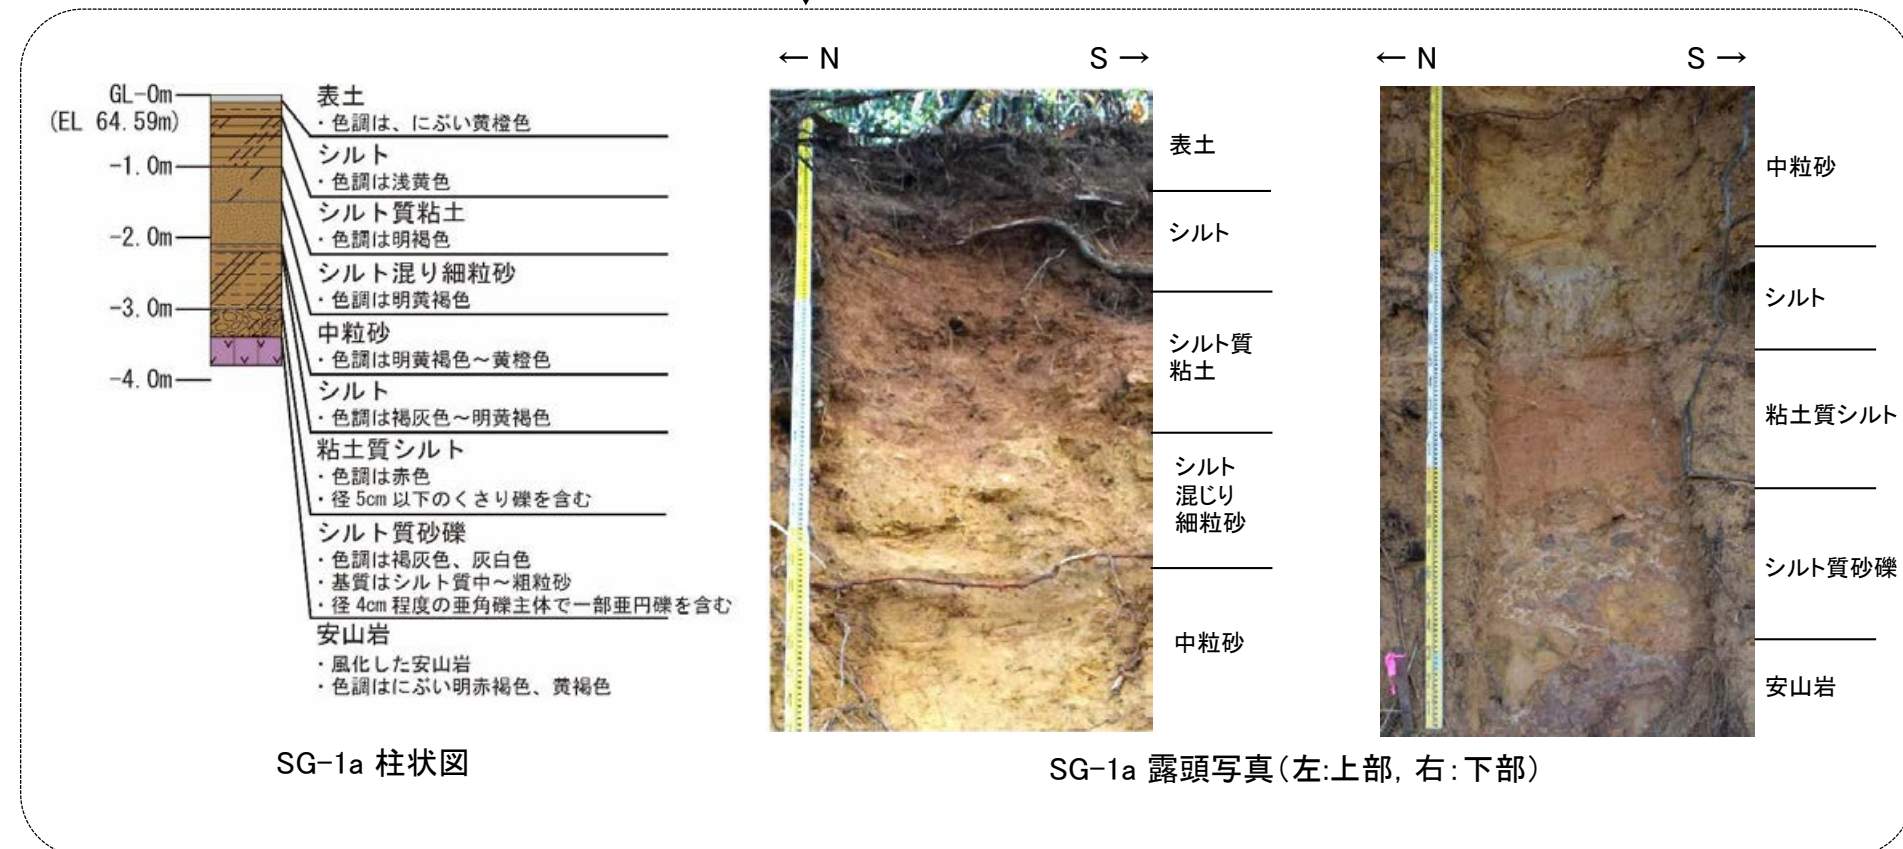 GL-0m
(EL 64.59m)
-1.0m
-2.0m
-3.0m
-4.0m
表土
・色調は、にぶい黄橙色
シルト
・色調は浅黄色
シルト質粘土
・色調は明褐色
シルト混り細粒砂
・色調は明黄褐色
中粒砂
・色調は明黄褐色～黄橙色
シルト
・色調は褐灰色～明黄褐色
粘土質シルト
・色調は赤色
・径5cm以下のくさり礫を含む
シルト質砂礫
・色調は褐灰色、灰白色
・基質はシルト質中～粗粒砂
・径4cm程度の亜角礫主体で一部亜円礫を含む
安山岩
・風化した安山岩
・色調はにぶい明赤褐色、黄褐色
SG-1a 柱状図
← N S →
表土
シルト
シルト質
粘土
シルト
混じり
細粒砂
中粒砂
← N S →
中粒砂
シルト
粘土質シルト
シルト質砂礫
安山岩
SG-1a 露頭写真（左:上部, 右:下部）